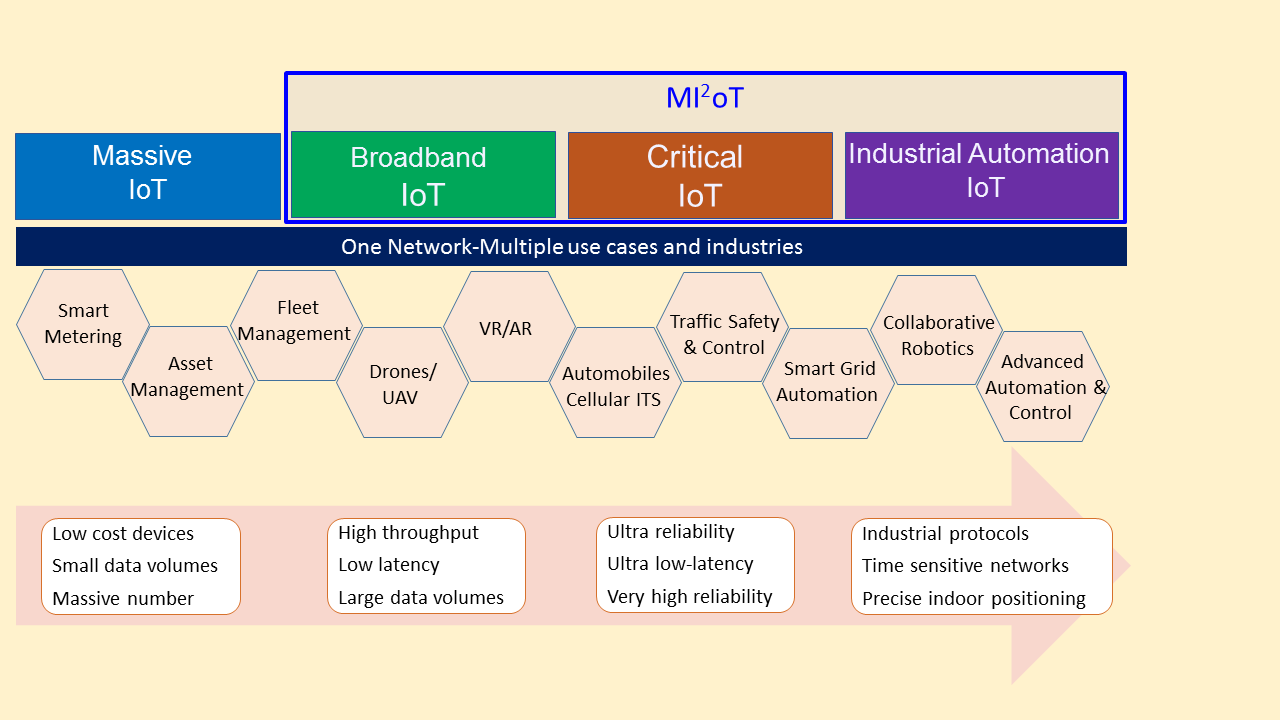 MI²oT
Massive
IoT
Broadband
IoT
Critical
IoT
Industrial Automation
IoT
One Network-Multiple use cases and industries
Smart
Metering
Asset
Management
Fleet
Management
Drones/
UAV
VR/AR
Automobiles
Cellular ITS
Traffic Safety
& Control
Smart Grid
Automation
Collaborative
Robotics
Advanced
Automation &
Control
Low cost devices
Small data volumes
Massive number
High throughput
Low latency
Large data volumes
Ultra reliability
Ultra low-latency
Very high reliability
Industrial protocols
Time sensitive networks
Precise indoor positioning